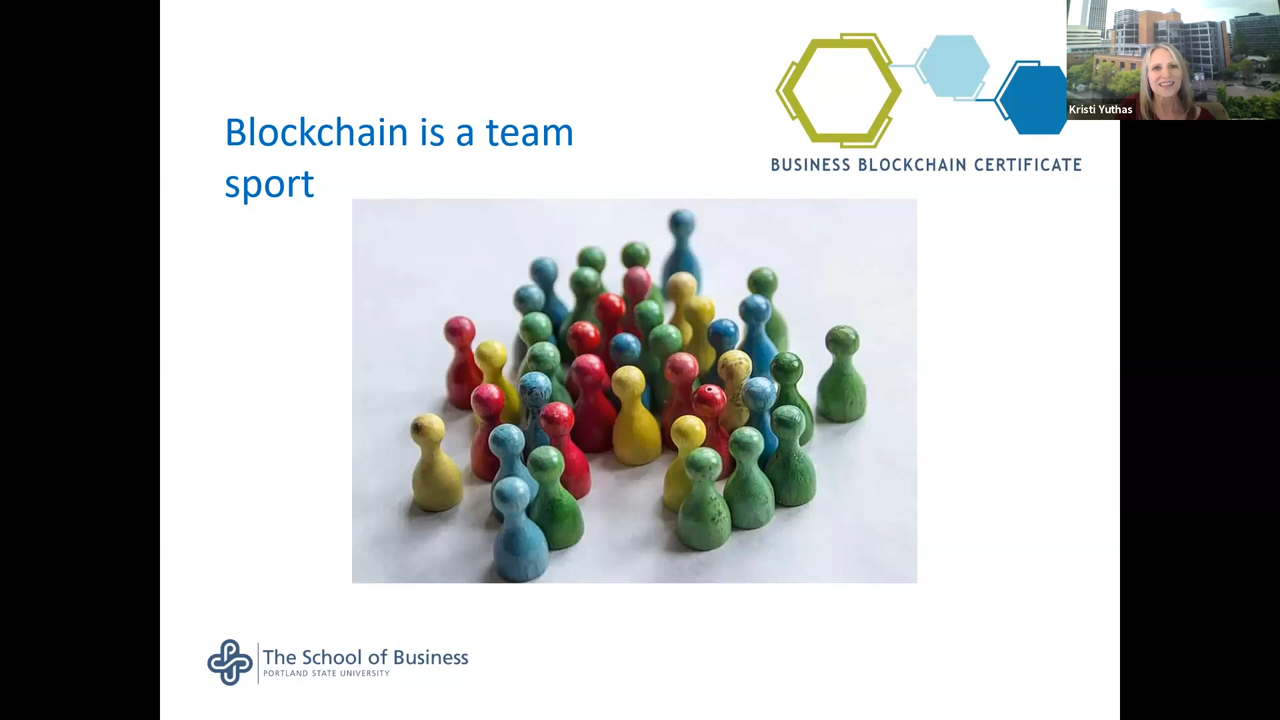 Blockchain is a team
sport
BUSINESS BLOCKCHAIN CERTIFICATE
Kristi Yuthas
The School of Business
PORTLAND STATE UNIVERSITY